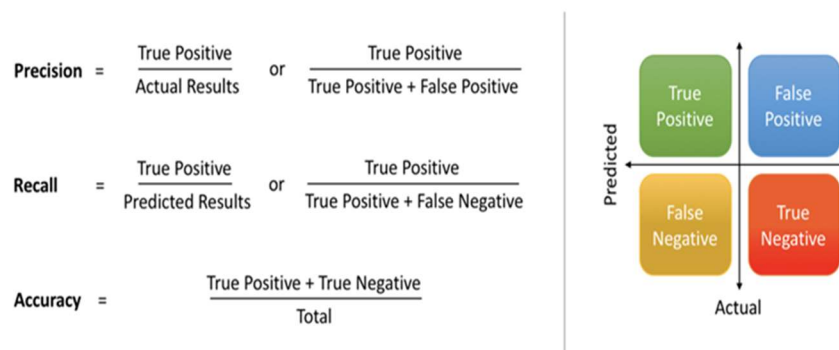 Precision = True Positive / Actual Results or True Positive / True Positive + False Positive
Recall = True Positive / Predicted Results or True Positive / True Positive + False Negative
Accuracy = True Positive + True Negative / Total
Predicted
True Positive
False Positive
False Negative
True Negative
Actual